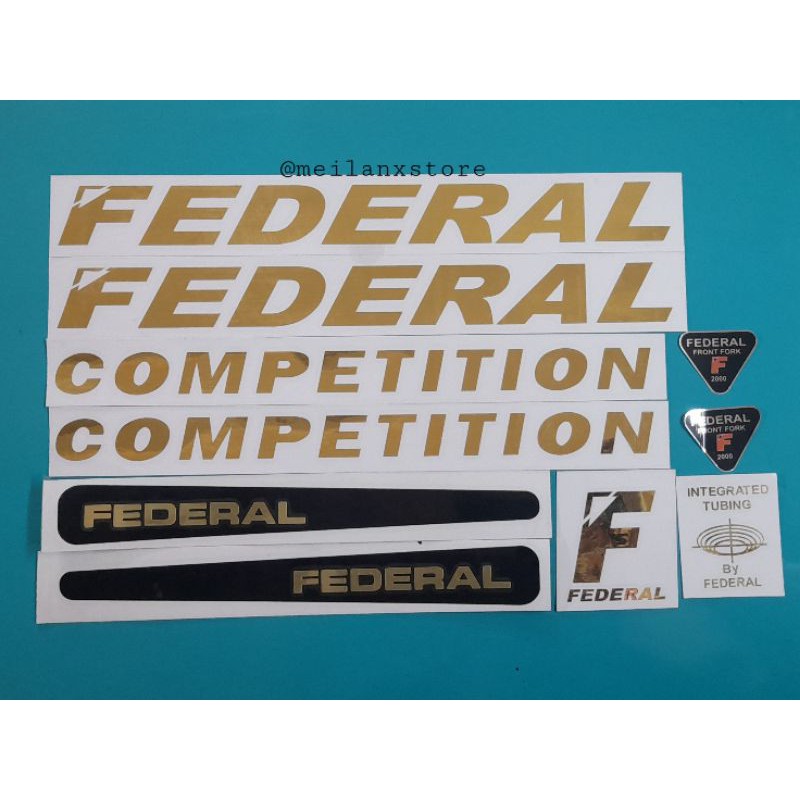 @meilanxstore
FEDERAL
FEDERAL
COMPETITION
COMPETITION
FEDERAL
FRONT FORK
F
2000
FEDERAL
FRONT FORK
F
2000
FEDERAL
FEDERAL
F
FEDERAL
INTEGRATED
TUBING
By
FEDERAL